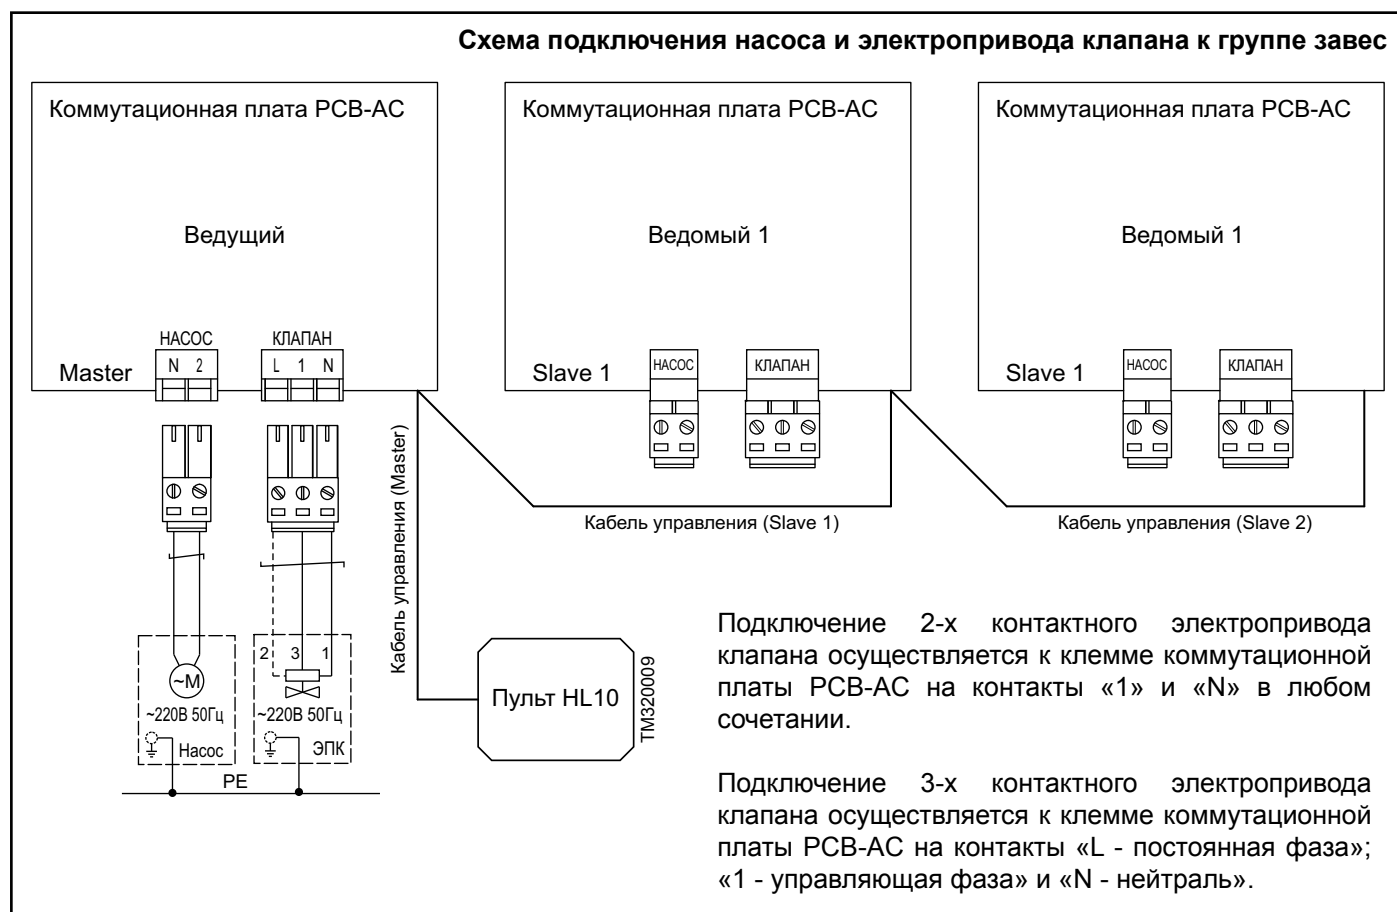 Схема подключения насоса и электропривода клапана к группе завес
Коммутационная плата PCB-AC
Ведущий
НАСОС
КЛАПАН
N 2
L 1 N
Master
Коммутационная плата PCB-AC
Ведомый 1
Slave 1
НАСОС
КЛАПАН
Коммутационная плата PCB-AC
Ведомый 1
Slave 1
НАСОС
КЛАПАН
Кабель управления (Master)
Кабель управления (Slave 1)
Кабель управления (Slave 2)
~М
~220В 50Гц
Насос
2 3 1
~220В 50Гц
ЭПК
PE
Пульт HL10
TM320009
Подключение 2-х контактного электропривода
клапана осуществляется к клемме коммутационной
платы PCB-AC на контакты «1» и «N» в любом
сочетании.
Подключение 3-х контактного электропривода
клапана осуществляется к клемме коммутационной
платы PCB-AC на контакты «L - постоянная фаза»;
«1 - управляющая фаза» и «N - нейтраль».